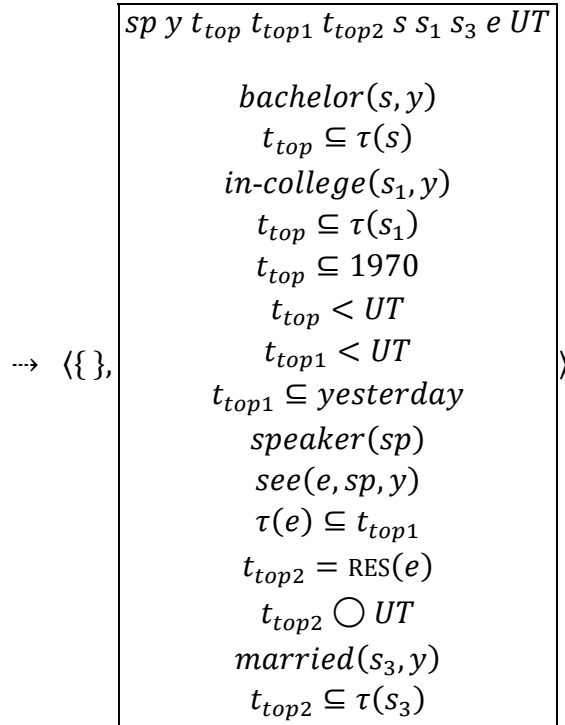 sp y t_top t_top1 t_top2 s s_1 s_3 e UT
bachelor(s, y)
t_top ⊆ τ(s)
in-college(s_1, y)
t_top ⊆ τ(s_1)
t_top ⊆ 1970
t_top < UT
⇢ ⟨{ }, t_top1 < UT ⟩
t_top1 ⊆ yesterday
speaker(sp)
see(e, sp, y)
τ(e) ⊆ t_top1
t_top2 = RES(e)
t_top2 ◯ UT
married(s_3, y)
t_top2 ⊆ τ(s_3)